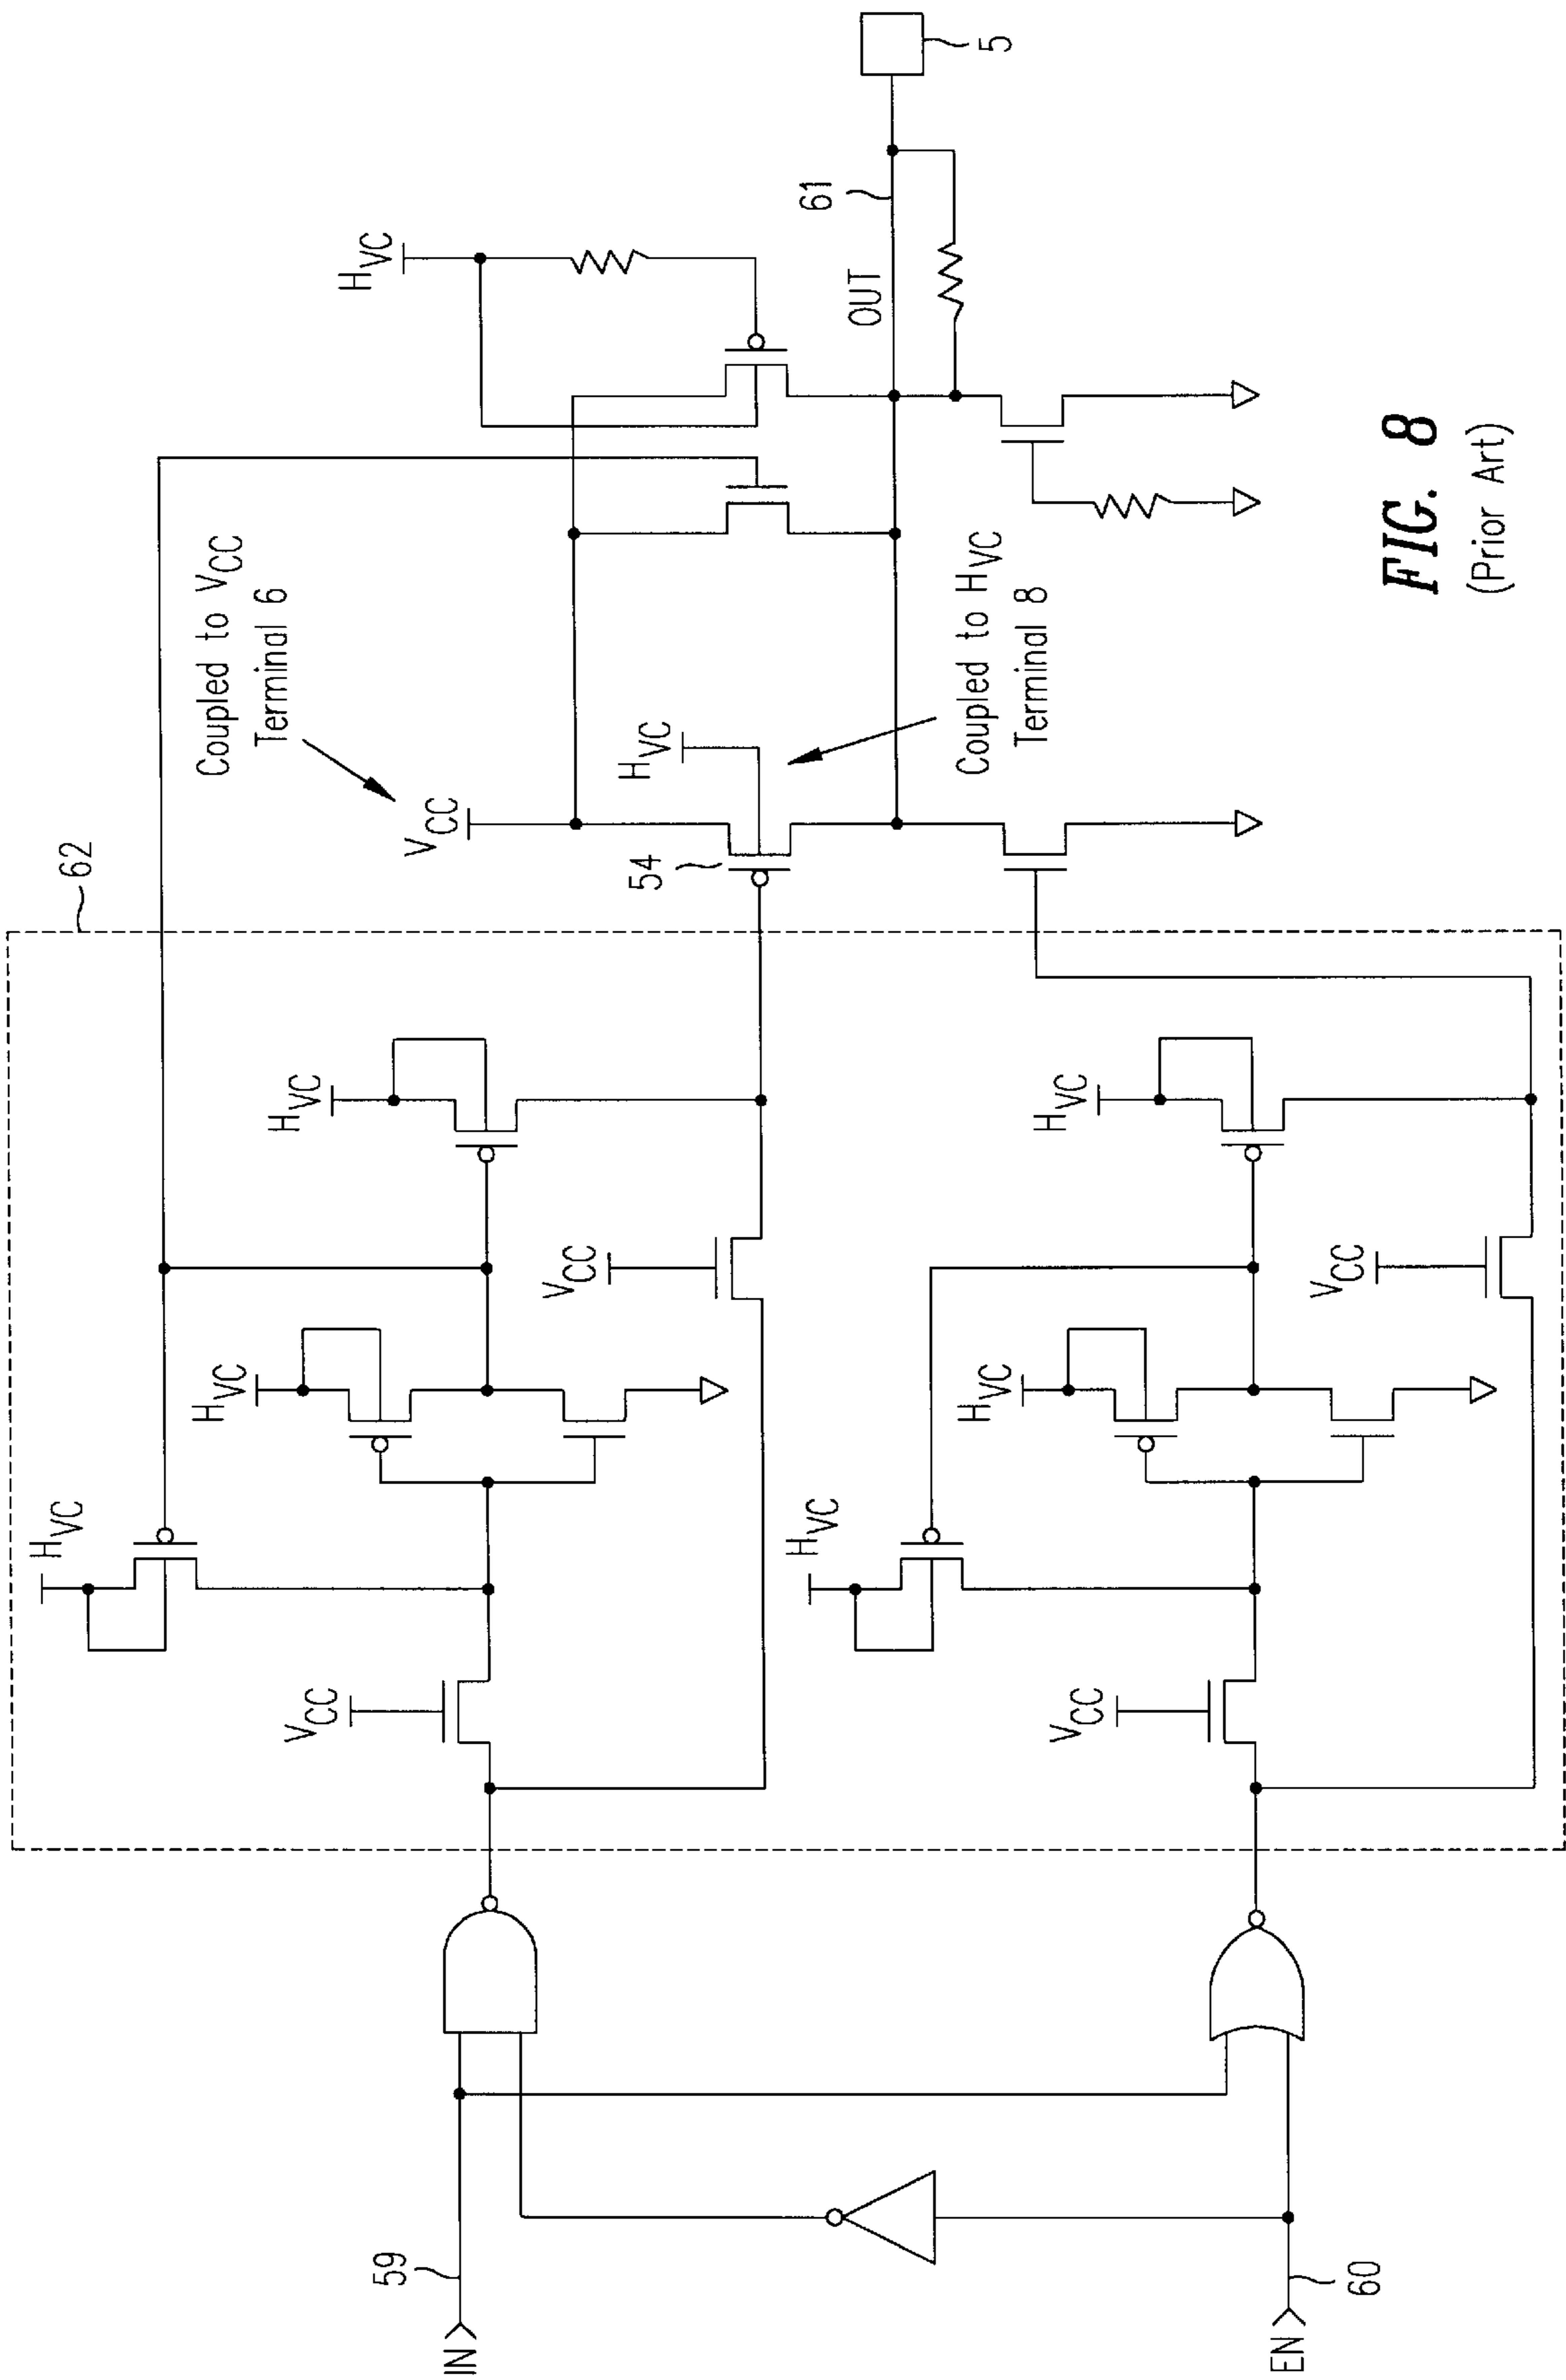 H_VC
62
H_VC
Coupled to V_CC
Terminal 6
H_VC
V_CC
H_VC
59
V_CC
IN
V_CC
H_VC
54
H_VC
61
OUT
H_VC
Coupled to H_VC
Terminal 8
5
H_VC
V_CC
EN
V_CC
60
FIG. 8
(Prior Art)